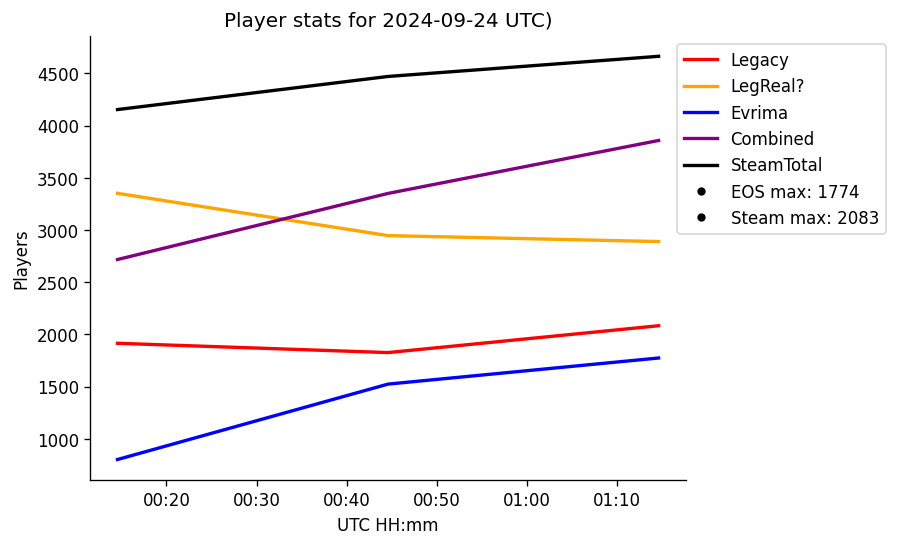 Player stats for 2024-09-24 UTC)
Players
4500
4000
3500
3000
2500
2000
1500
1000
00:20 00:30 00:40 00:50 01:00 01:10
UTC HH:mm
Legacy
LegReal?
Evrima
Combined
SteamTotal
EOS max: 1774
Steam max: 2083